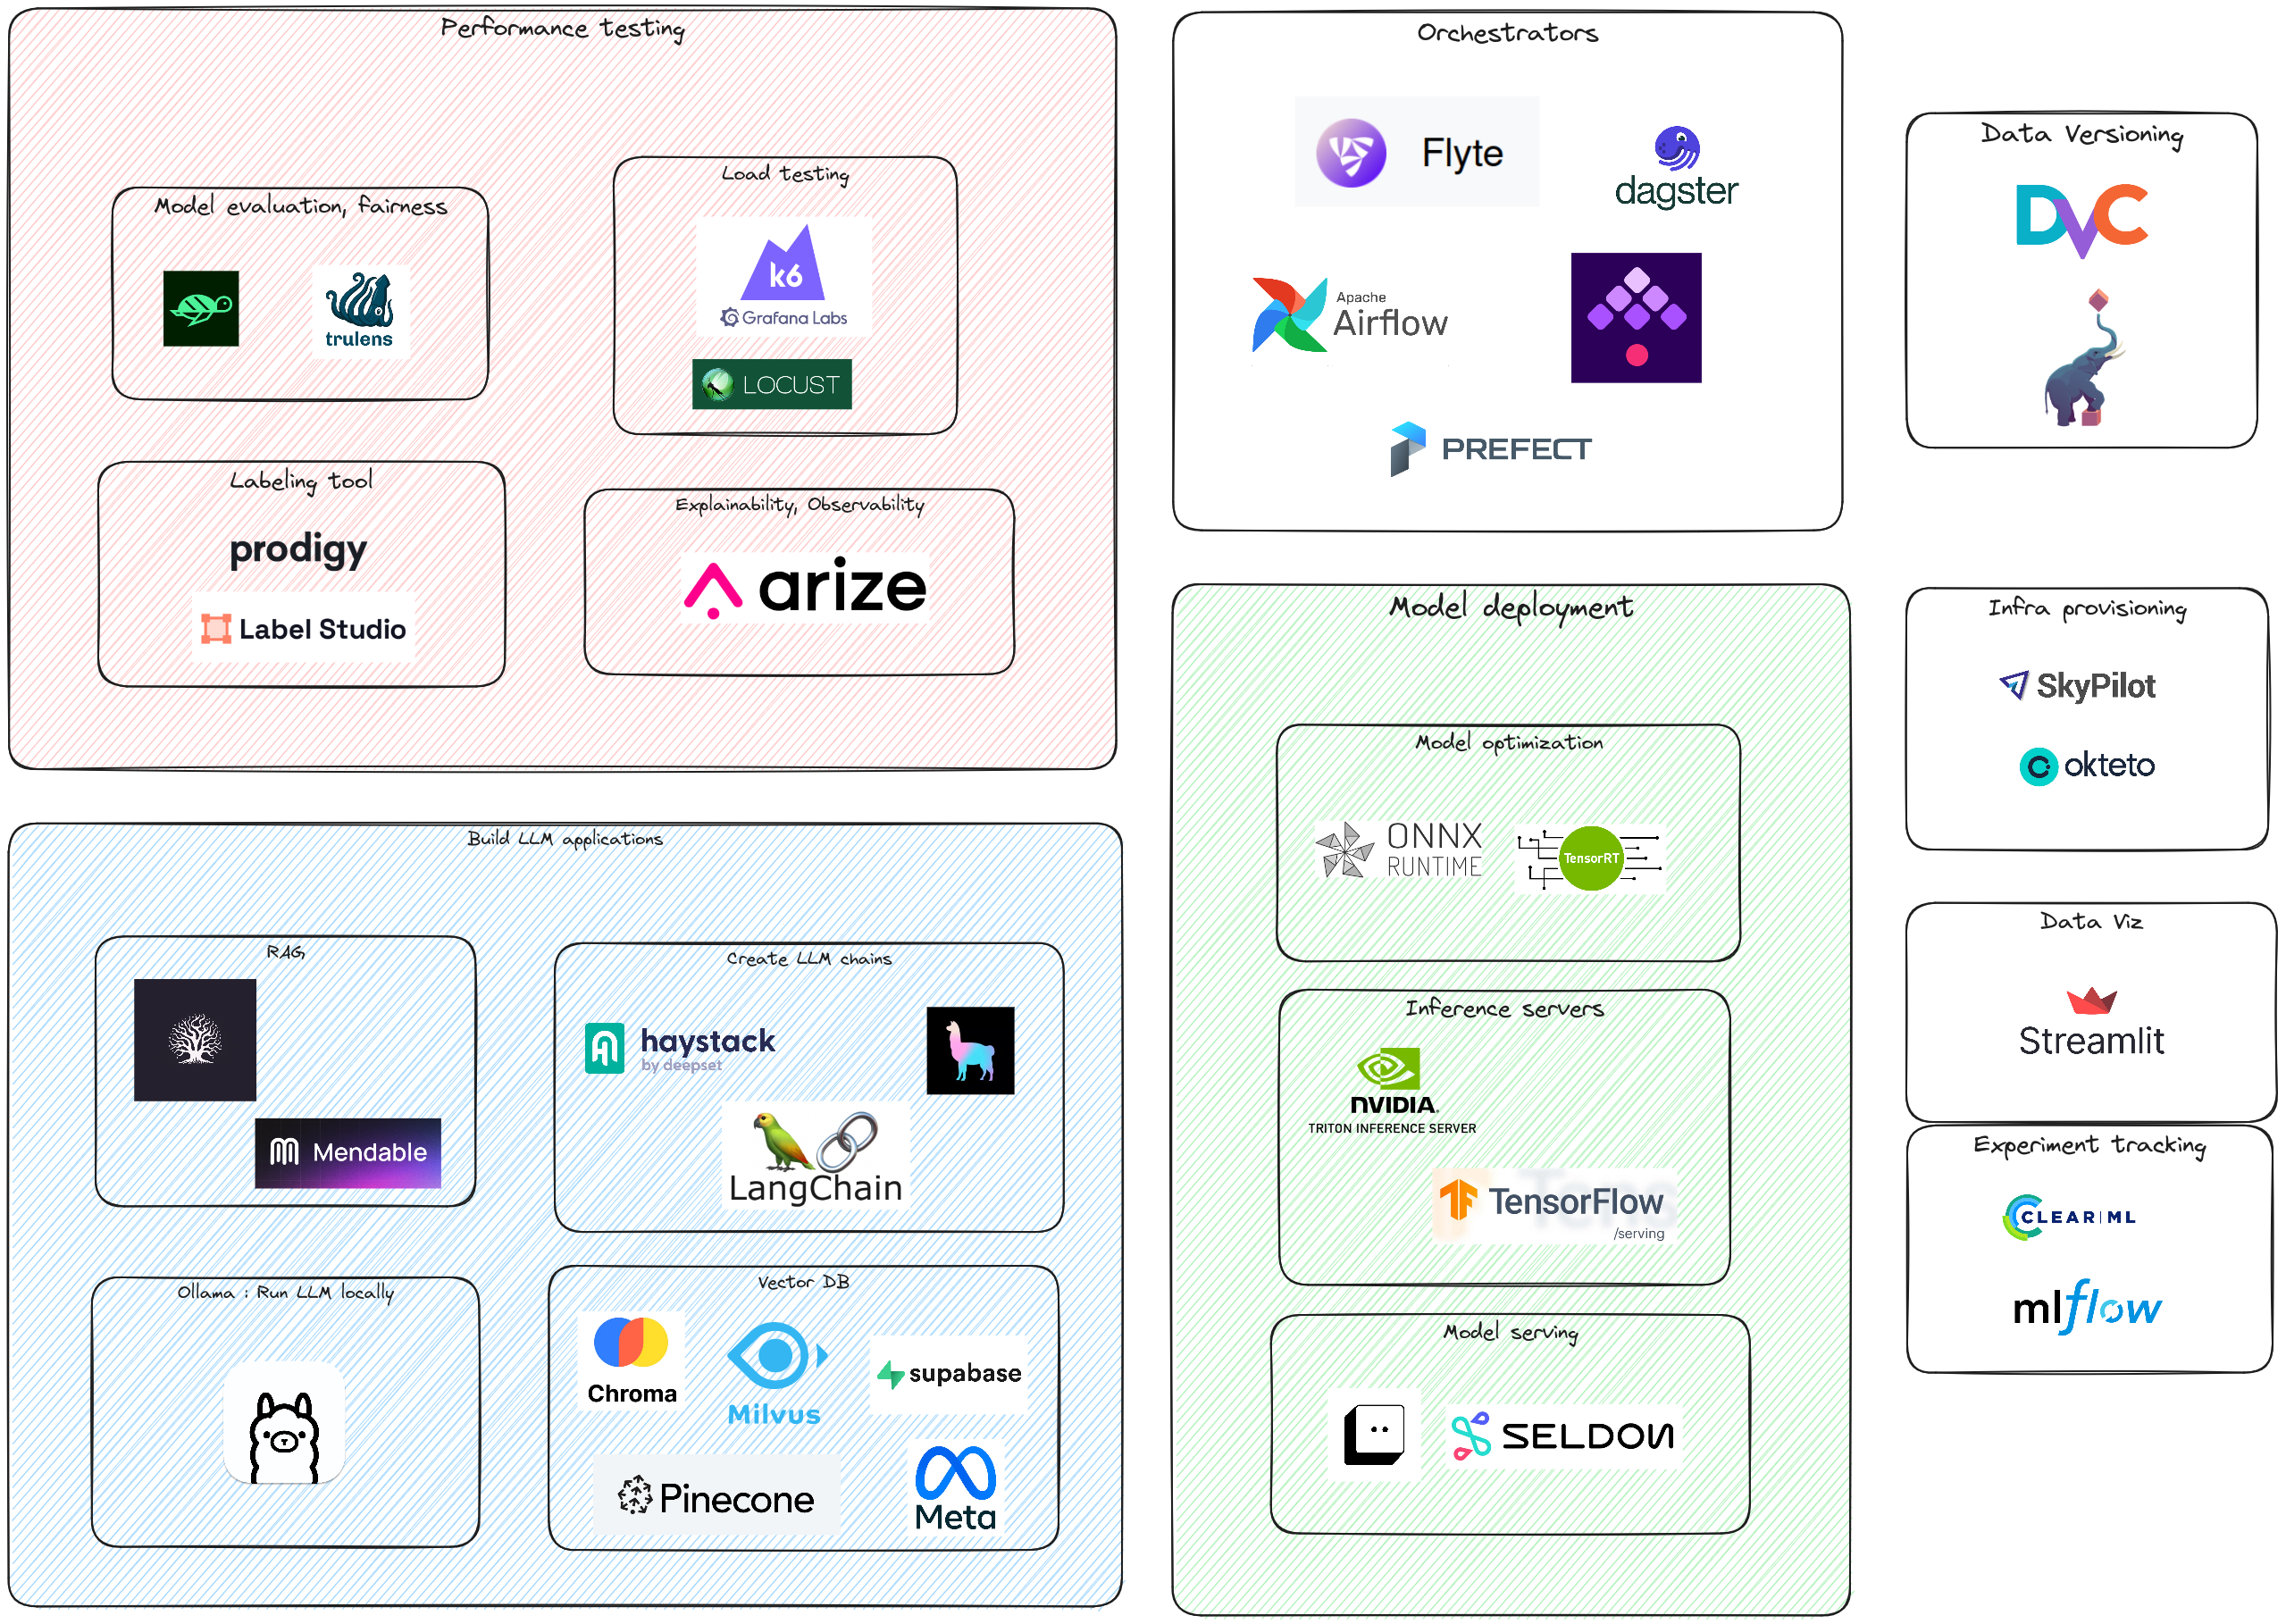 Performance testing
Model evaluation, fairness
trulens
Load testing
k6
Grafana Labs
LOCUST
Labeling tool
prodigy
Label Studio
Explainability, Observability
arize
Orchestrators
Flyte
dagster
Apache
Airflow
PREFECT
Data Versioning
DVC
Build LLM applications
RAG
Mendable
Create LLM chains
haystack
by deepset
LangChain
Ollama : Run LLM locally
Vector DB
Chroma
Milvus
supabase
Pinecone
Meta
Model deployment
Model optimization
ONNX
RUNTIME
TensorRT
Inference servers
NVIDIA.
TRITON INFERENCE SERVER
TensorFlow
/serving
Model serving
SELDON
Infra provisioning
SkyPilot
okteto
Data Viz
Streamlit
Experiment tracking
CLEAR|ML
mlflow